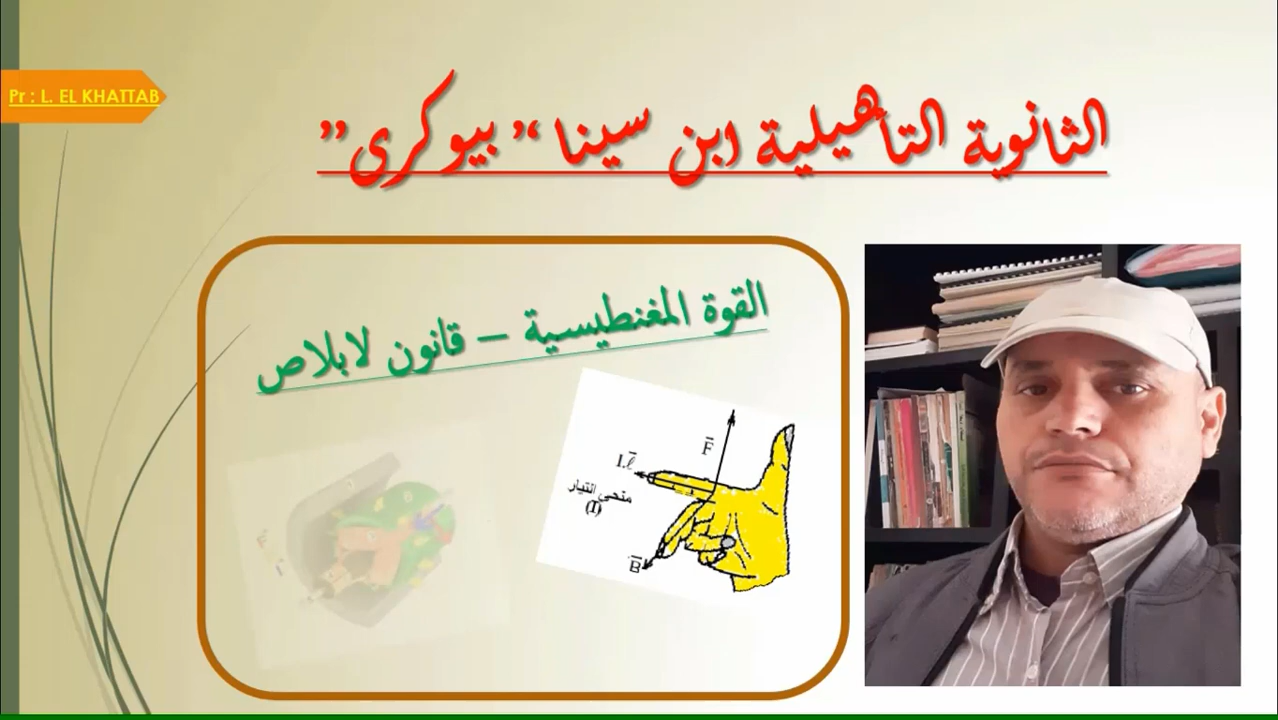 Pr : L. EL KHATTAB
الثانوية التأهيلية ابن سينا “ بيوكرى”
القوة المغنطيسية – قانون لابلاص
F
I.ℓ
منحى التيار
(I)
B